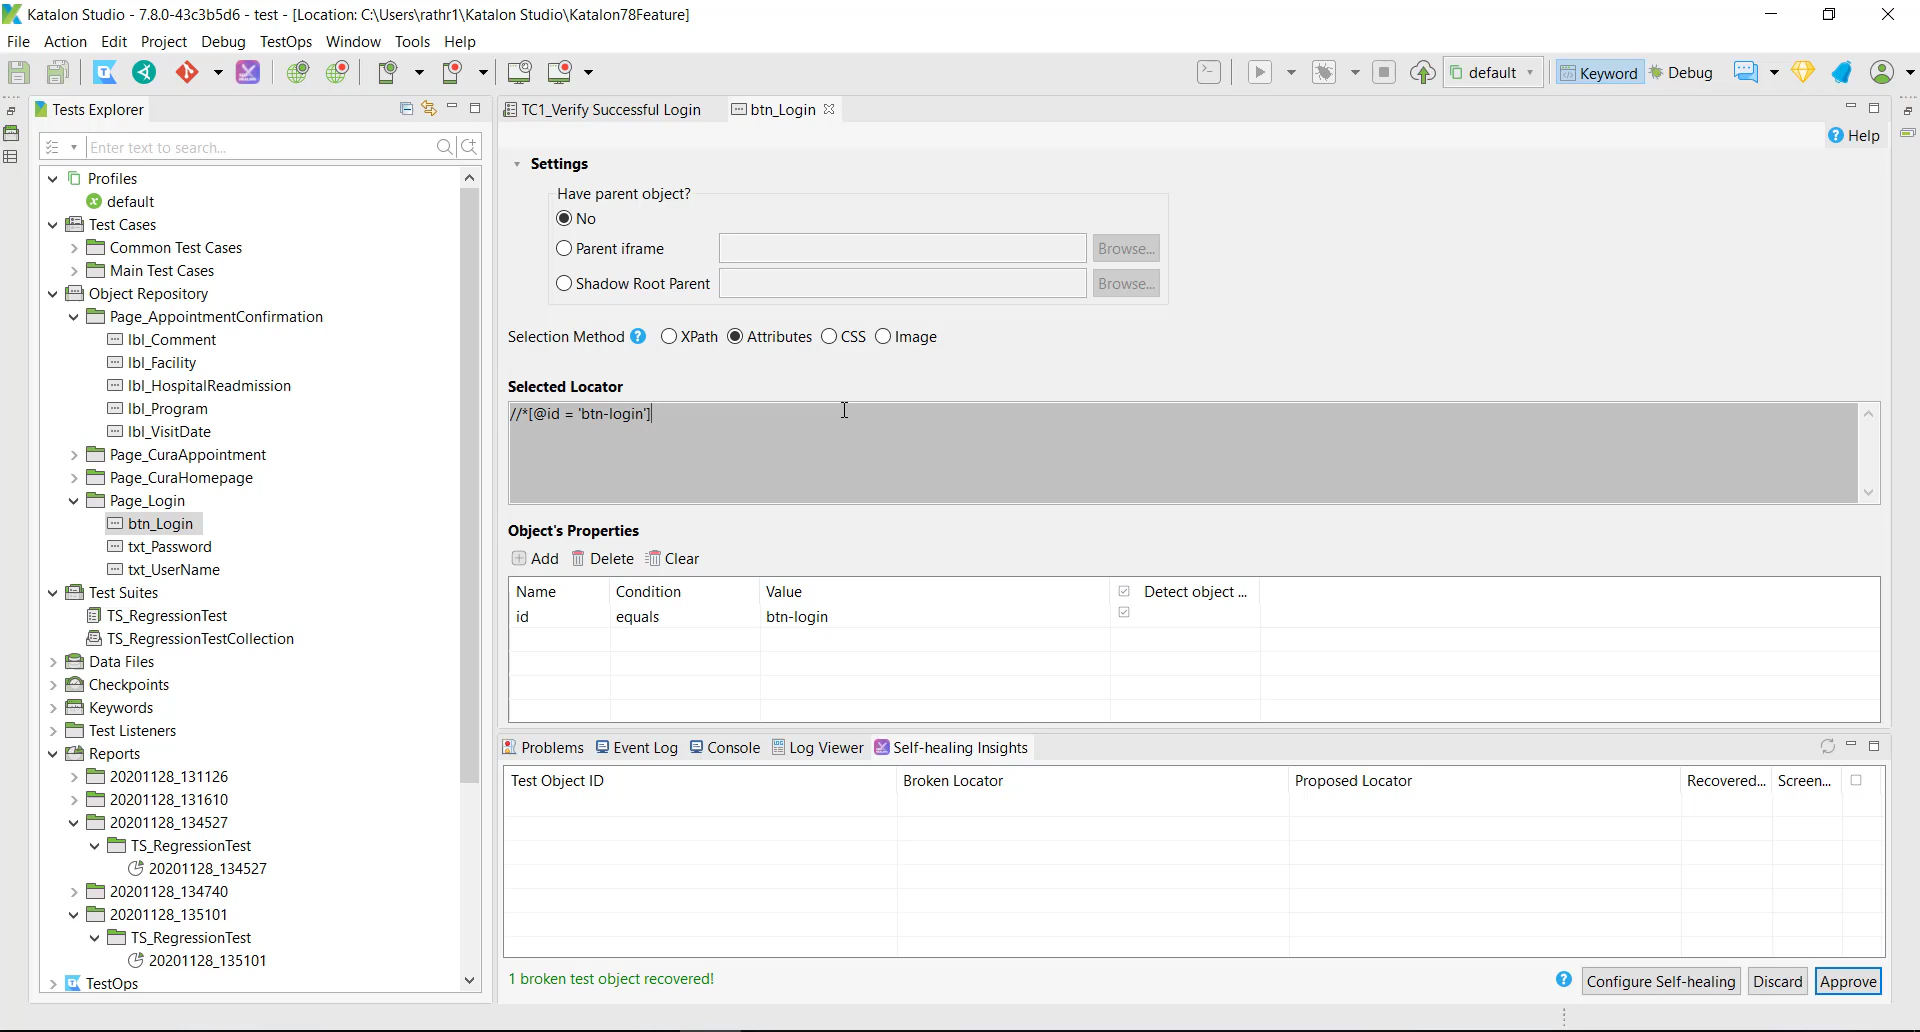 Katalon Studio - 7.8.0-43c3b5d6 - test - [Location: C:\Users\rathr1\Katalon Studio\Katalon78Feature]
File Action Edit Project Debug TestOps Window Tools Help
default Keyword Debug
Tests Explorer
Enter text to search...
Profiles
default
Test Cases
Common Test Cases
Main Test Cases
Object Repository
Page_AppointmentConfirmation
lbl_Comment
lbl_Facility
lbl_HospitalReadmission
lbl_Program
lbl_VisitDate
Page_CuraAppointment
Page_CuraHomepage
Page_Login
btn_Login
txt_Password
txt_UserName
Test Suites
TS_RegressionTest
TS_RegressionTestCollection
Data Files
Checkpoints
Keywords
Test Listeners
Reports
20201128_131126
20201128_131610
20201128_134527
TS_RegressionTest
20201128_134527
20201128_134740
20201128_135101
TS_RegressionTest
20201128_135101
TestOps
TC1_Verify Successful Login btn_Login
Help
Settings
Have parent object?
No
Parent iframe Browse...
Shadow Root Parent Browse...
Selection Method XPath Attributes CSS Image
Selected Locator
//*[@id = 'btn-login']
Object's Properties
Add Delete Clear
Name Condition Value Detect object ...
id equals btn-login
Problems Event Log Console Log Viewer Self-healing Insights
Test Object ID Broken Locator Proposed Locator Recovered... Screen...
1 broken test object recovered! Configure Self-healing Discard Approve